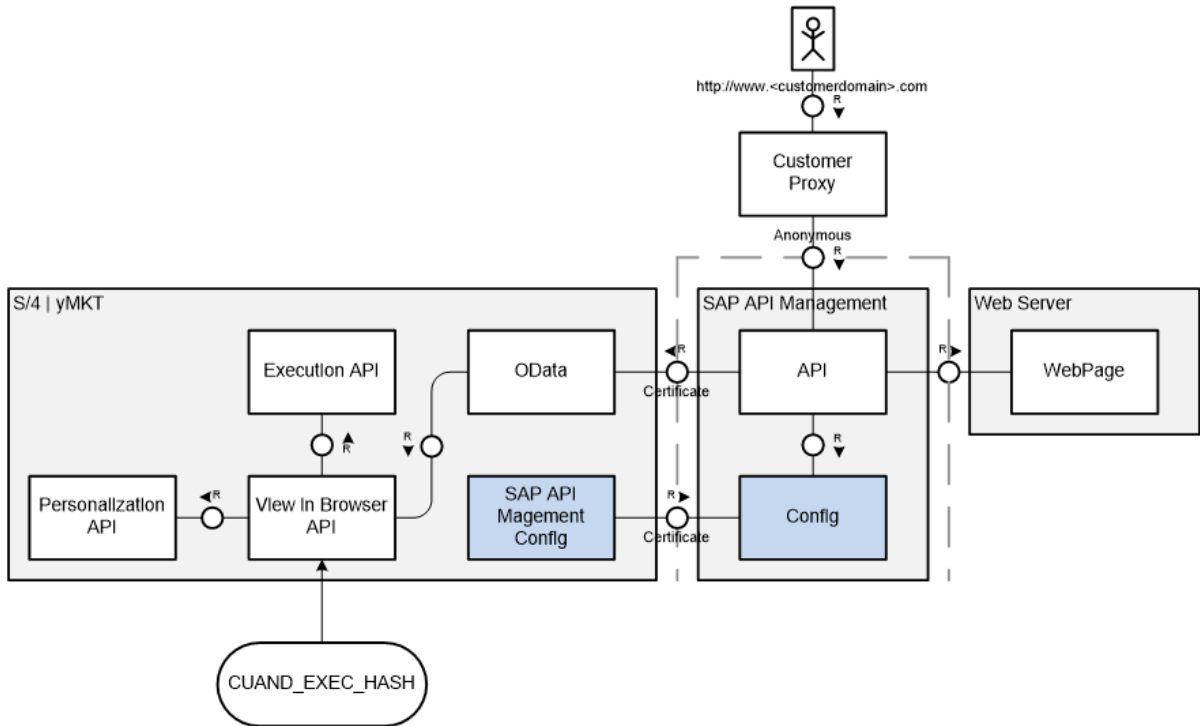 http://www.<customerdomain>.com
R
Customer
Proxy
Anonymous
R
S/4 | yMKT
SAP API Management
Web Server
Execution API
OData
R
Certificate
API
R
WebPage
R
R
R
Personalization
API
R
View In Browser
API
SAP API
Magement
Config
R
Certificate
Config
CUAND_EXEC_HASH